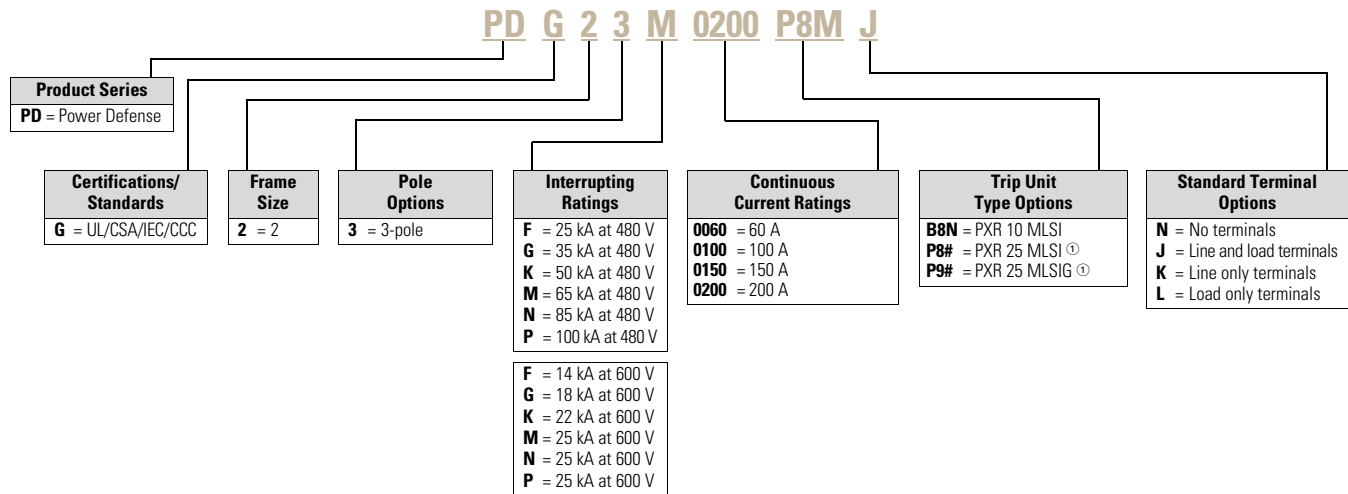 PD G 2 3 M 0200 P8M J
Product Series
PD = Power Defense
Certifications/
Standards
G = UL/CSA/IEC/CCC
Frame
Size
2 = 2
Pole
Options
3 = 3-pole
Interrupting
Ratings
F = 25 kA at 480 V
G = 35 kA at 480 V
K = 50 kA at 480 V
M = 65 kA at 480 V
N = 85 kA at 480 V
P = 100 kA at 480 V
F = 14 kA at 600 V
G = 18 kA at 600 V
K = 22 kA at 600 V
M = 25 kA at 600 V
N = 25 kA at 600 V
P = 25 kA at 600 V
Continuous
Current Ratings
0060 = 60 A
0100 = 100 A
0150 = 150 A
0200 = 200 A
Trip Unit
Type Options
B8N = PXR 10 MLSI
P8# = PXR 25 MLSI ①
P9# = PXR 25 MLSIG ①
Standard Terminal
Options
N = No terminals
J = Line and load terminals
K = Line only terminals
L = Load only terminals